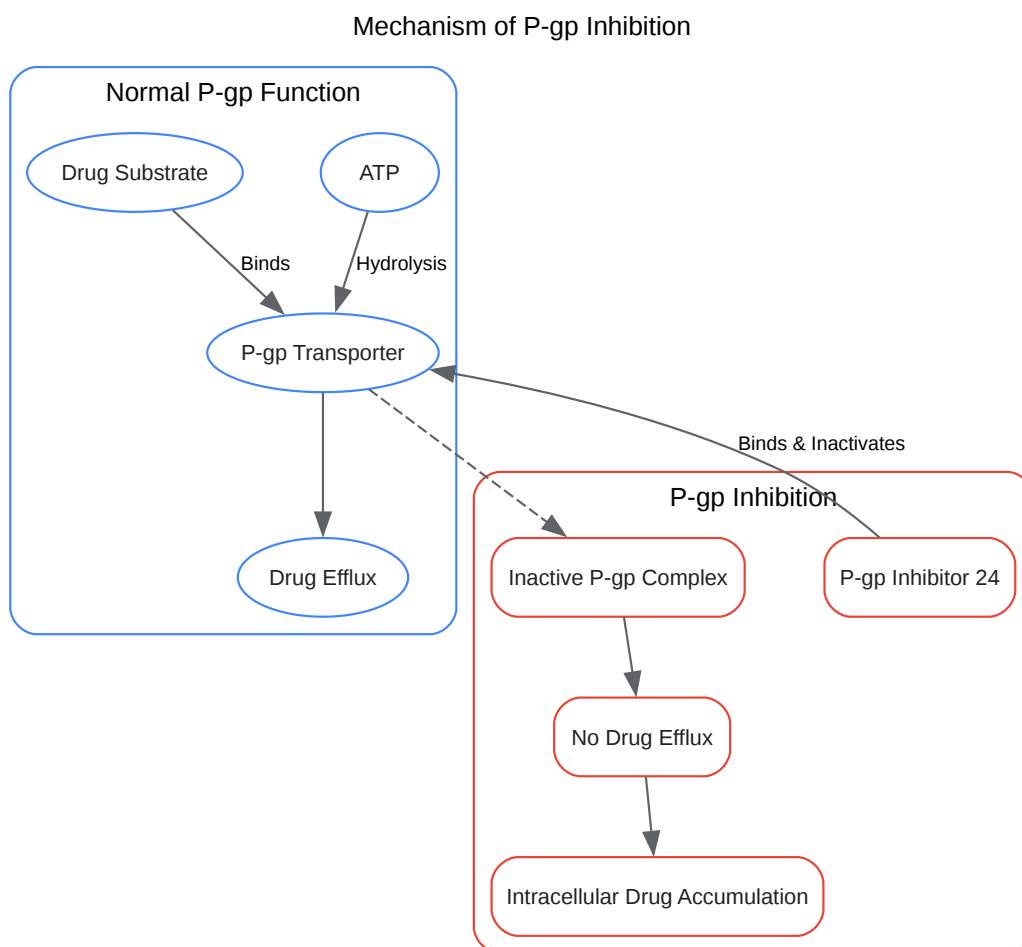 Mechanism of P-gp Inhibition
Normal P-gp Function
Drug Substrate
ATP
Binds
Hydrolysis
P-gp Transporter
Binds & Inactivates
P-gp Inhibition
Drug Efflux
Inactive P-gp Complex
P-gp Inhibitor 24
No Drug Efflux
Intracellular Drug Accumulation